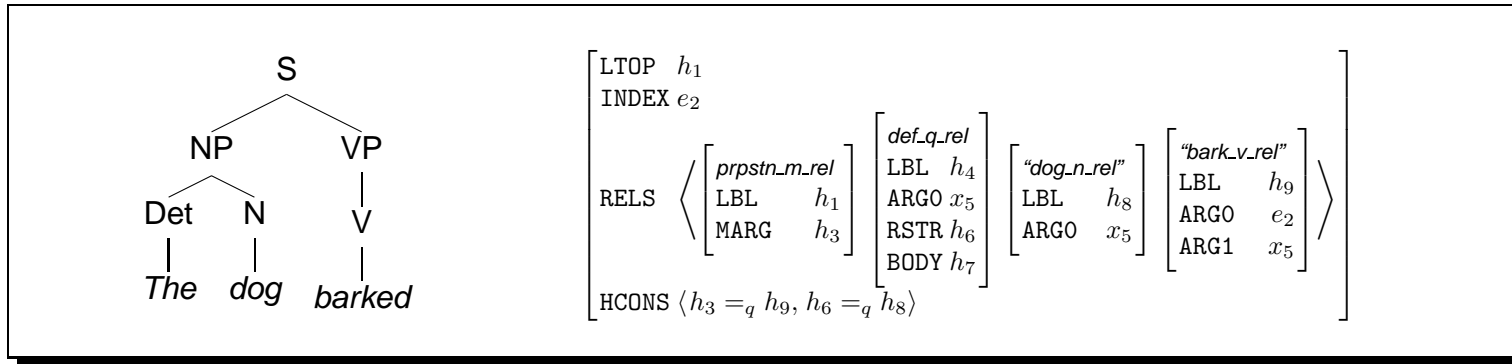 S
NP VP
Det N V
The dog barked
LTOP h1
INDEX e2
RELS ⟨ [prpstn_m_rel LBL h1 MARG h3] [def_q_rel LBL h4 ARG0 x5 RSTR h6 BODY h7] [“dog_n_rel” LBL h8 ARG0 x5] [“bark_v_rel” LBL h9 ARG0 e2 ARG1 x5] ⟩
HCONS ⟨h3 =q h9, h6 =q h8⟩